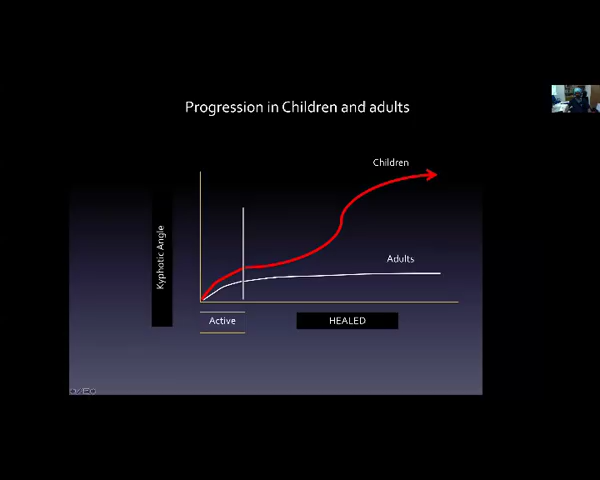 Progression in Children and adults
Children
Kyphotic Angle
Adults
Active
HEALED